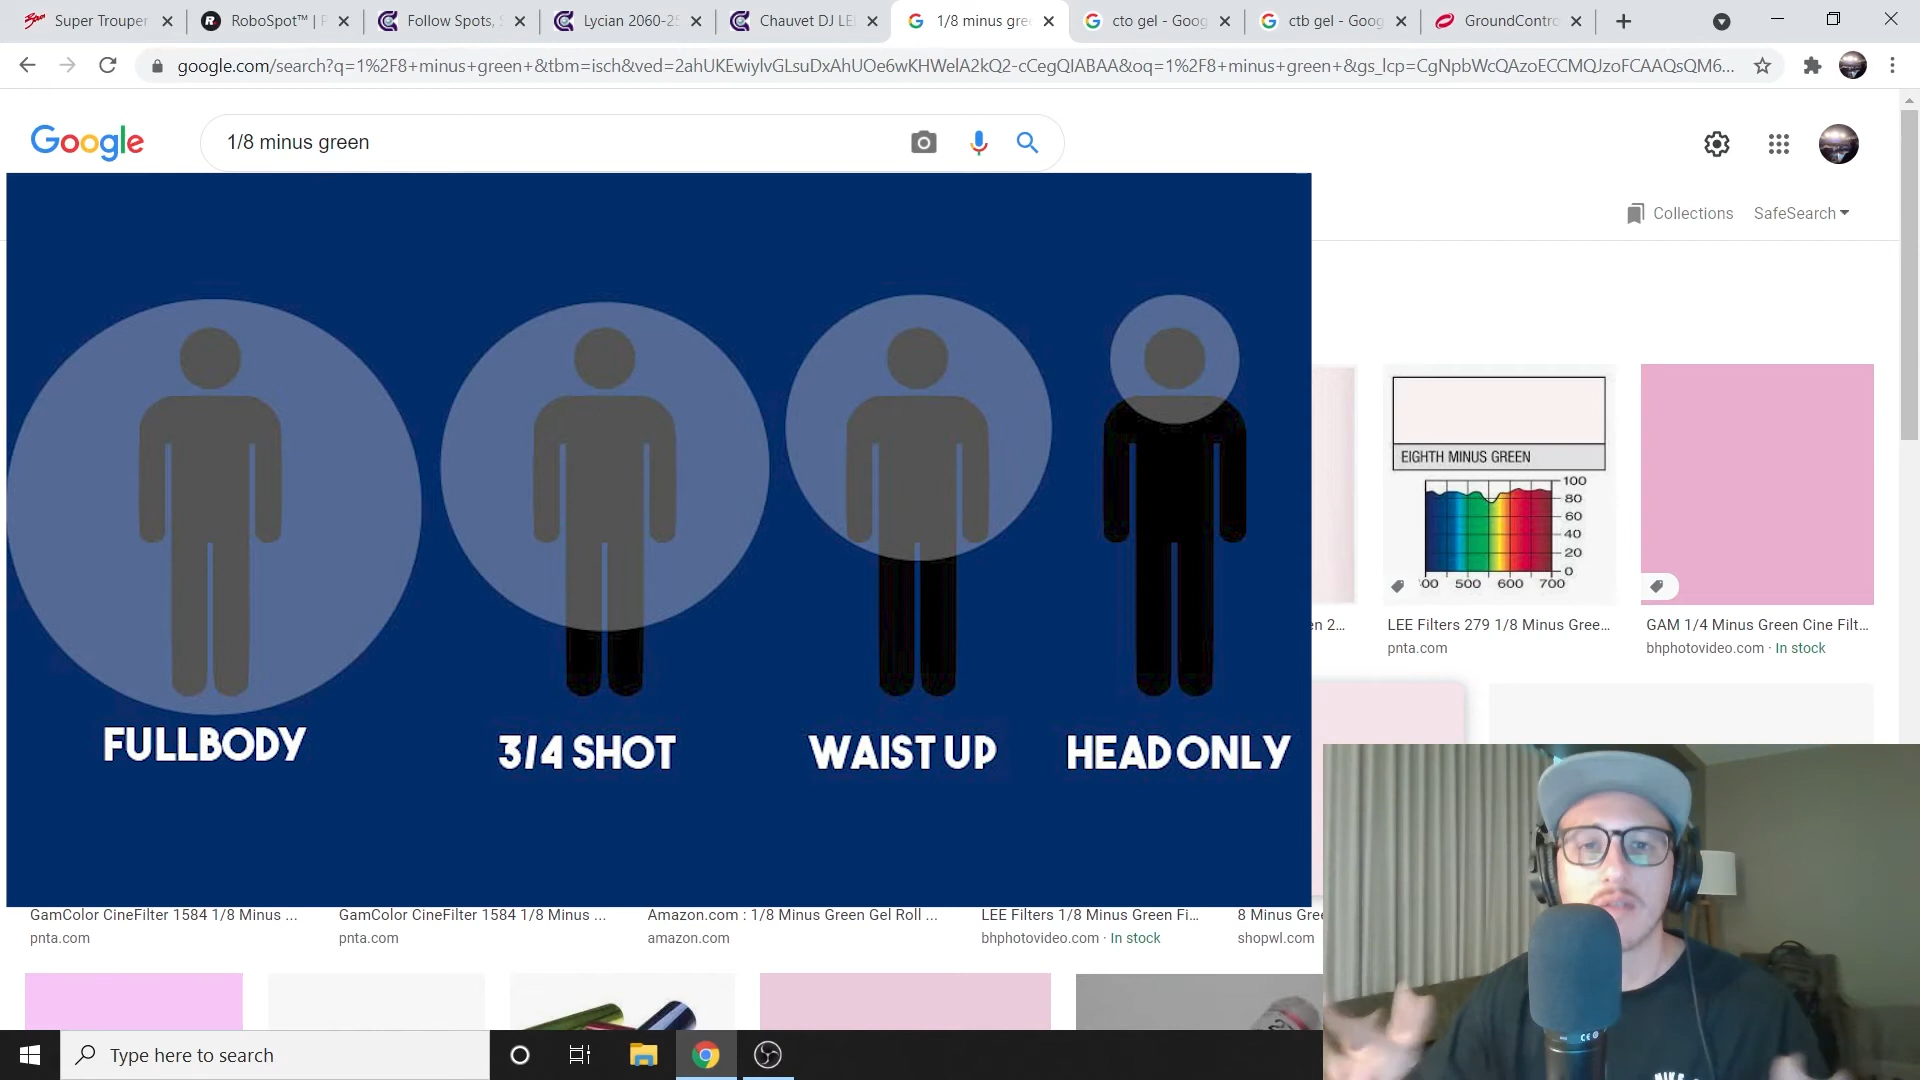 Super Trouper
RoboSpot™ | P
Follow Spots, S
Lycian 2060-25
Chauvet DJ LE
1/8 minus gree
cto gel - Goog
ctb gel - Goog
GroundContro
google.com/search?q=1%2F8+minus+green+&tbm=isch&ved=2ahUKEwiylvGLsuDxAhUOe6wKHWelA2kQ2-cCegQIABAA&oq=1%2F8+minus+green+&gs_lcp=CgNpbWcQAzoECCMQJzoFCAAQsQM6...
Google
1/8 minus green
Collections
SafeSearch
FULLBODY
3/4 SHOT
WAIST UP
HEAD ONLY
EIGHTH MINUS GREEN
100
80
60
40
20
0
00 500 600 700
en 2...
LEE Filters 279 1/8 Minus Gree...
pnta.com
GAM 1/4 Minus Green Cine Filt...
bhphotovideo.com · In stock
GamColor CineFilter 1584 1/8 Minus ...
pnta.com
GamColor CineFilter 1584 1/8 Minus ...
pnta.com
Amazon.com : 1/8 Minus Green Gel Roll ...
amazon.com
LEE Filters 1/8 Minus Green Fi...
bhphotovideo.com · In stock
8 Minus Gree
shopwl.com
Type here to search